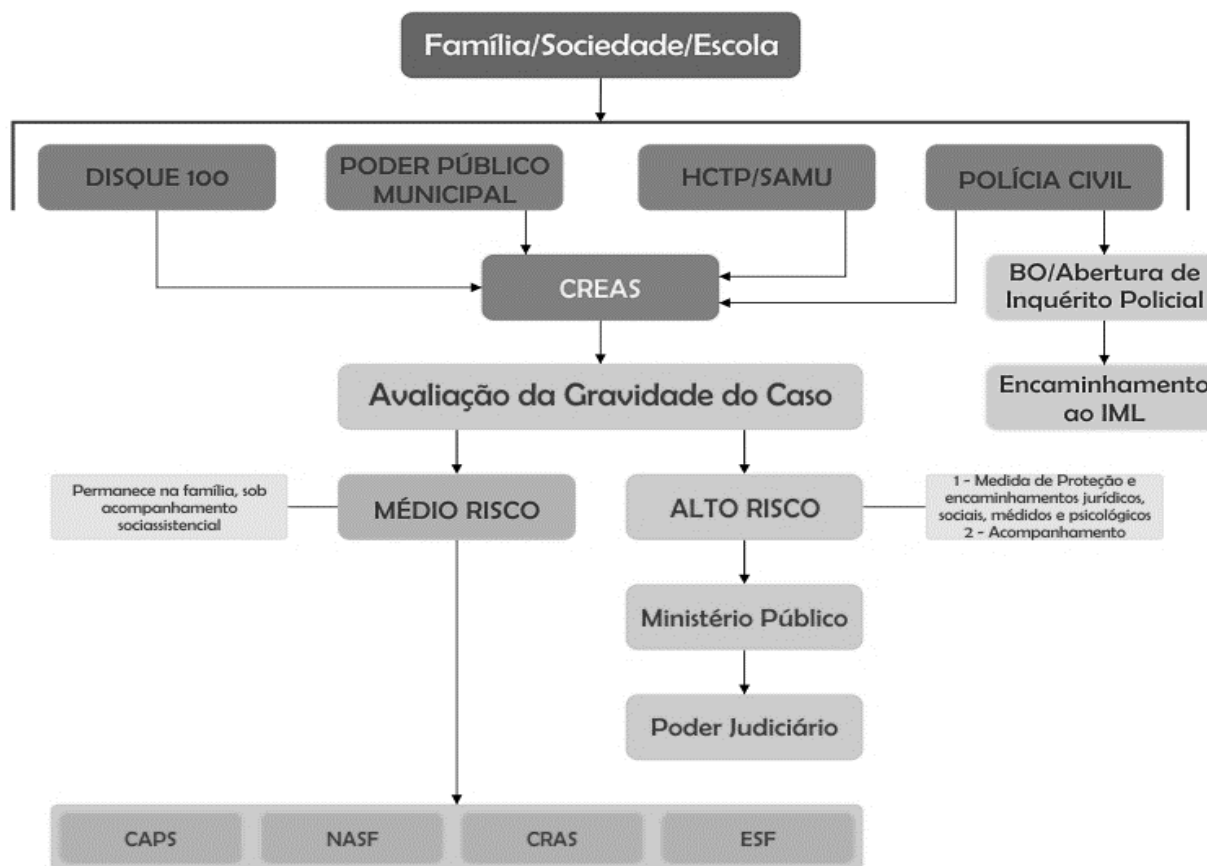 Família/Sociedade/Escola
DISQUE 100
PODER PÚBLICO
MUNICIPAL
HCTP/SAMU
POLÍCIA CIVIL
CREAS
BO/Abertura de
Inquérito Policial
Avaliação da Gravidade do Caso
Encaminhamento
ao IML
Permanece na família, sob
acompanhamento
sociassistencial
MÉDIO RISCO
ALTO RISCO
1 - Medida de Proteção e
encaminhamentos jurídicos,
sociais, médidos e psicológicos
2 - Acompanhamento
Ministério Público
Poder Judiciário
CAPS
NASF
CRAS
ESF